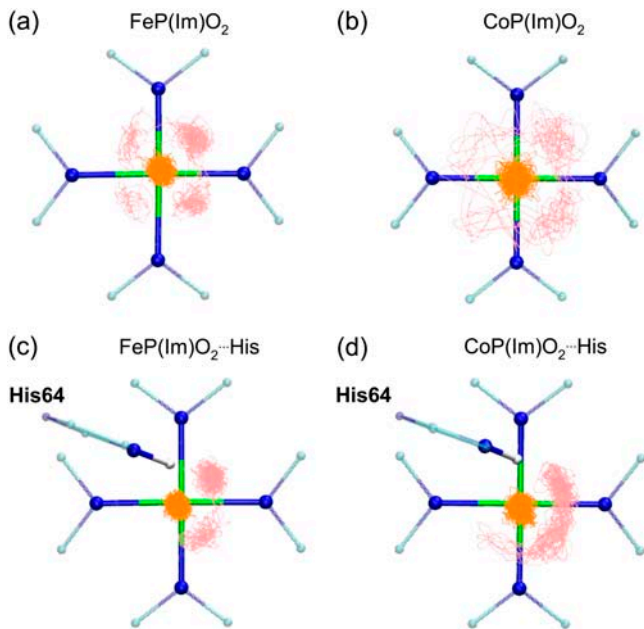 (a) FeP(Im)O₂
(b) CoP(Im)O₂
(c) FeP(Im)O₂···His
His64
(d) CoP(Im)O₂···His
His64